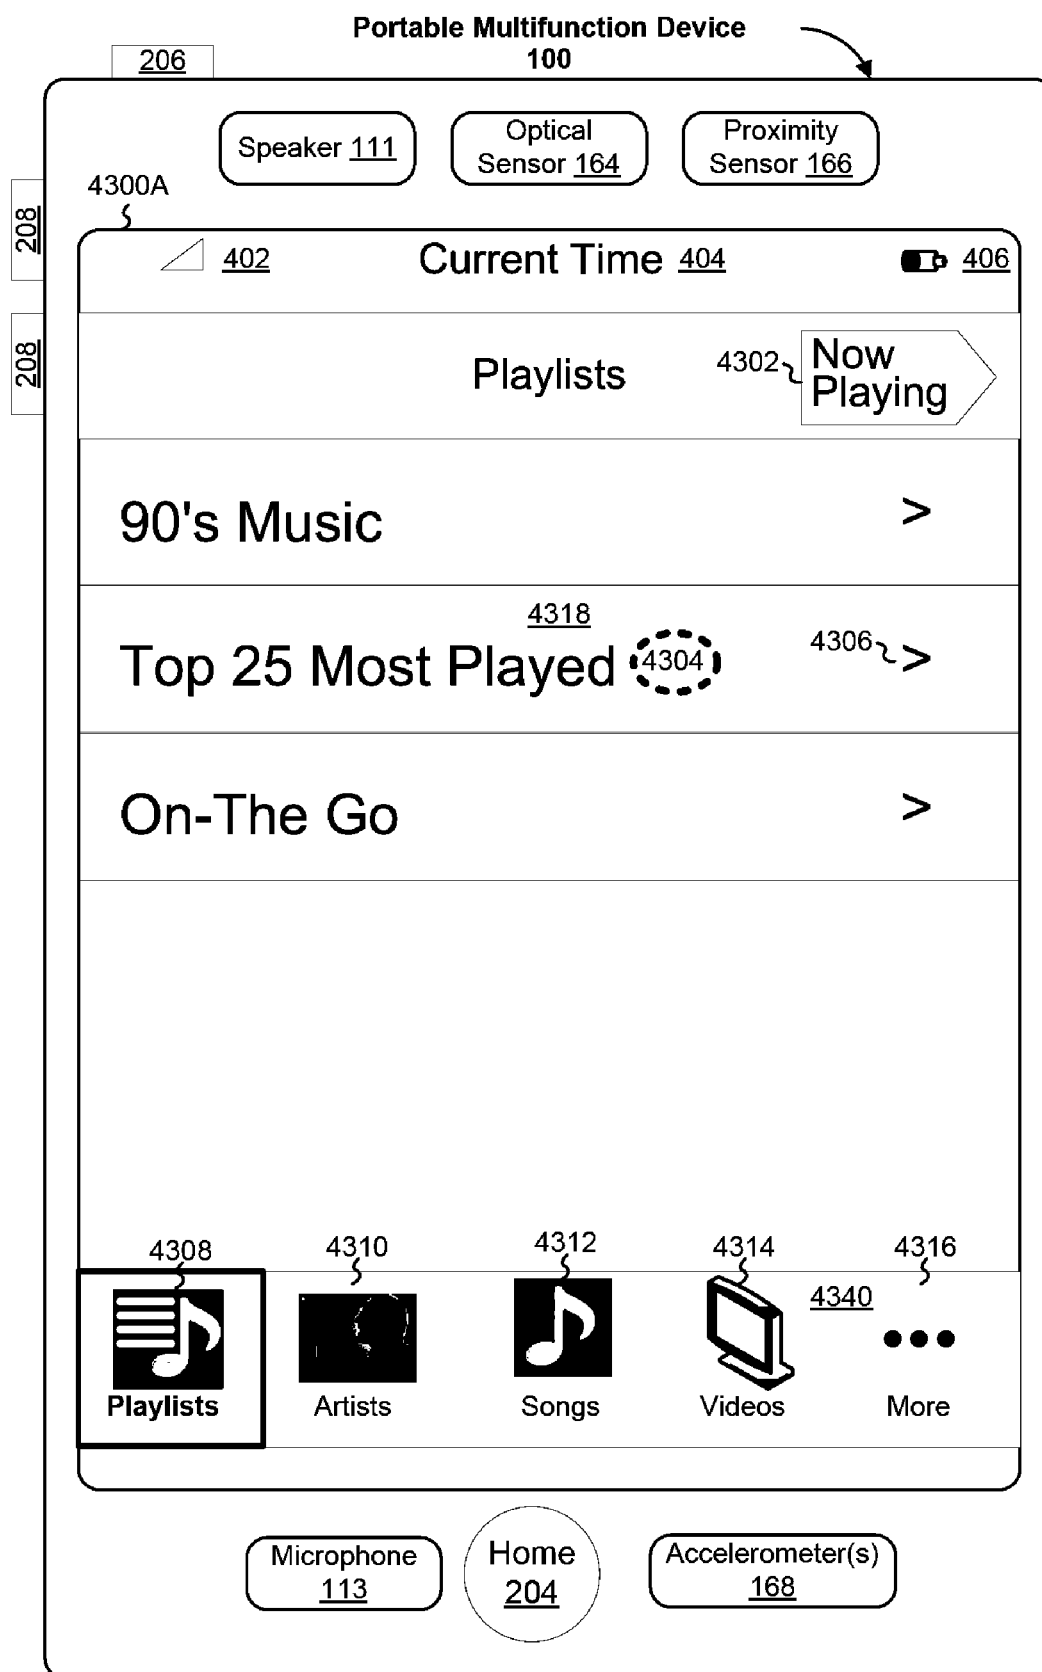 Portable Multifunction Device
100
206
Speaker 111
Optical
Sensor 164
Proximity
Sensor 166
4300A
208
208
402
Current Time 404
406
Playlists
4302
Now
Playing
90's Music >
4318
Top 25 Most Played 4304
4306 >
On-The Go >
4308
4310
4312
4314
4316
4340
Playlists
Artists
Songs
Videos
More
Microphone
113
Home
204
Accelerometer(s)
168